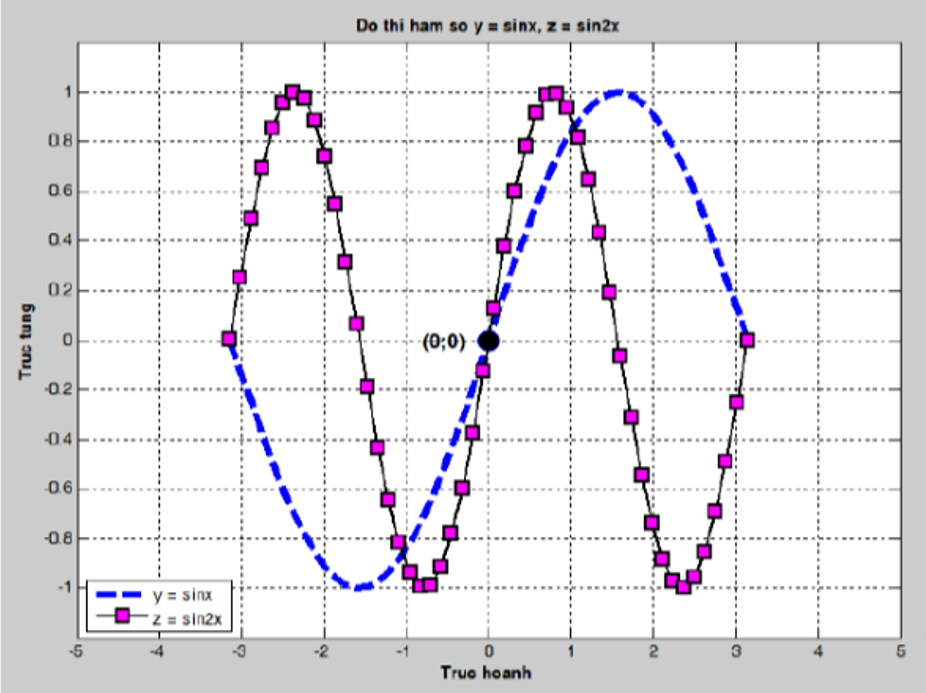 Do thi ham so y = sinx, z = sin2x
1
0.8
0.6
0.4
0.2
0
-0.2
-0.4
-0.6
-0.8
-1
Truc tung
(0;0)
y = sinx
z = sin2x
-5 -4 -3 -2 -1 0 1 2 3 4 5
Truc hoanh